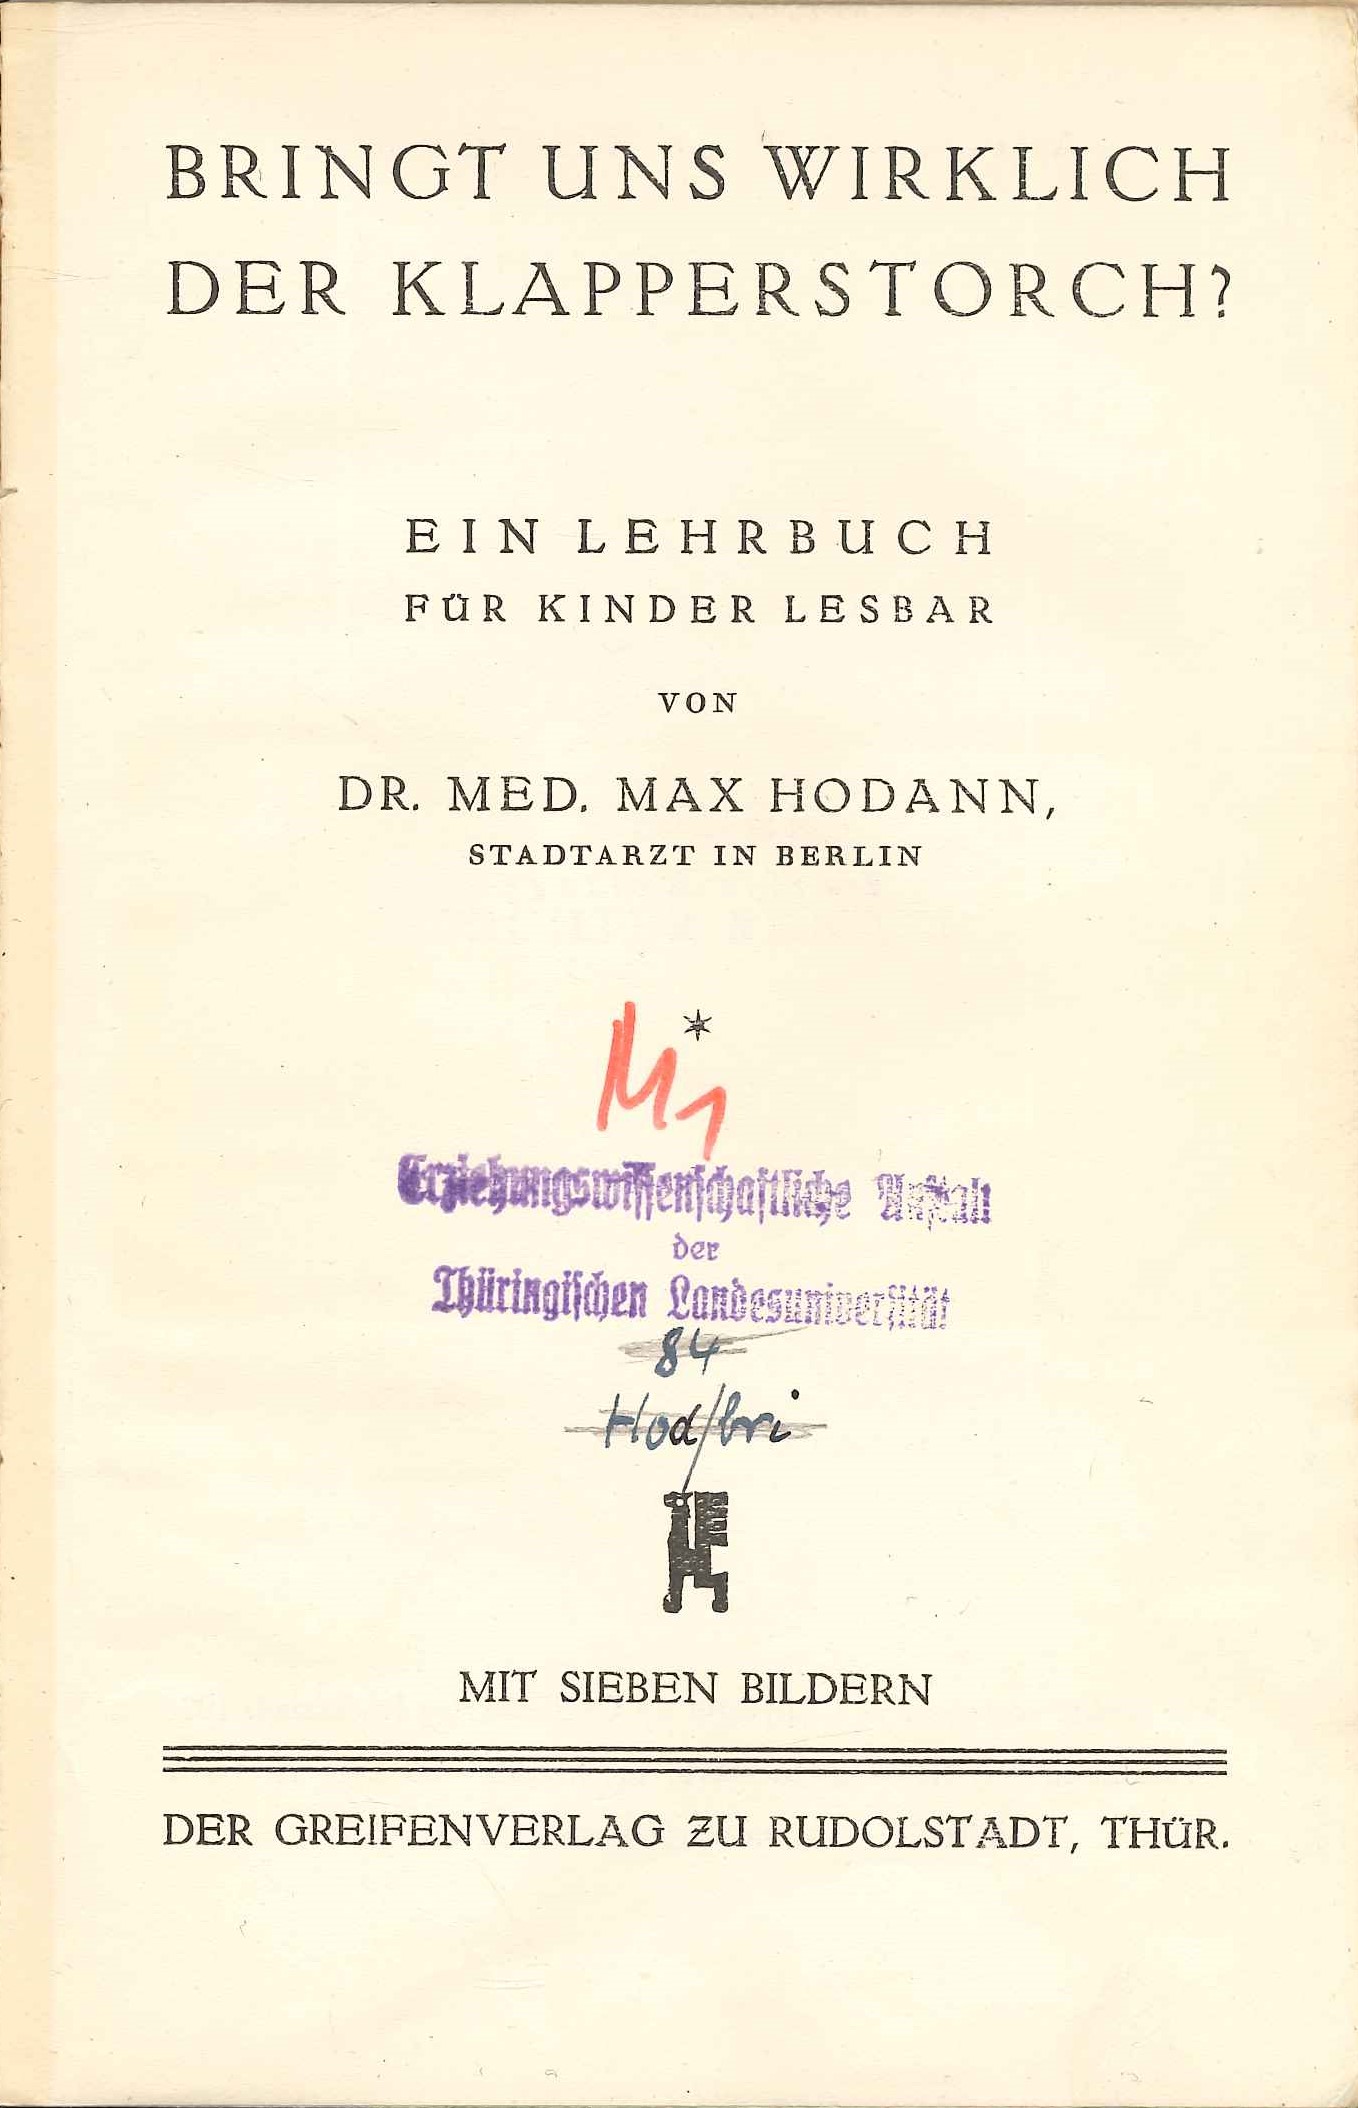 BRINGT UNS WIRKLICH
DER KLAPPERSTORCH?
EIN LEHRBUCH
FÜR KINDER LESBAR
VON
DR. MED. MAX HODANN,
STADTARZT IN BERLIN
*
M1
Erziehungswissenschaftliche Anstalt
der
Thüringischen Landesuniversität
84
Hod/bri
MIT SIEBEN BILDERN
DER GREIFENVERLAG ZU RUDOLSTADT, THÜR.